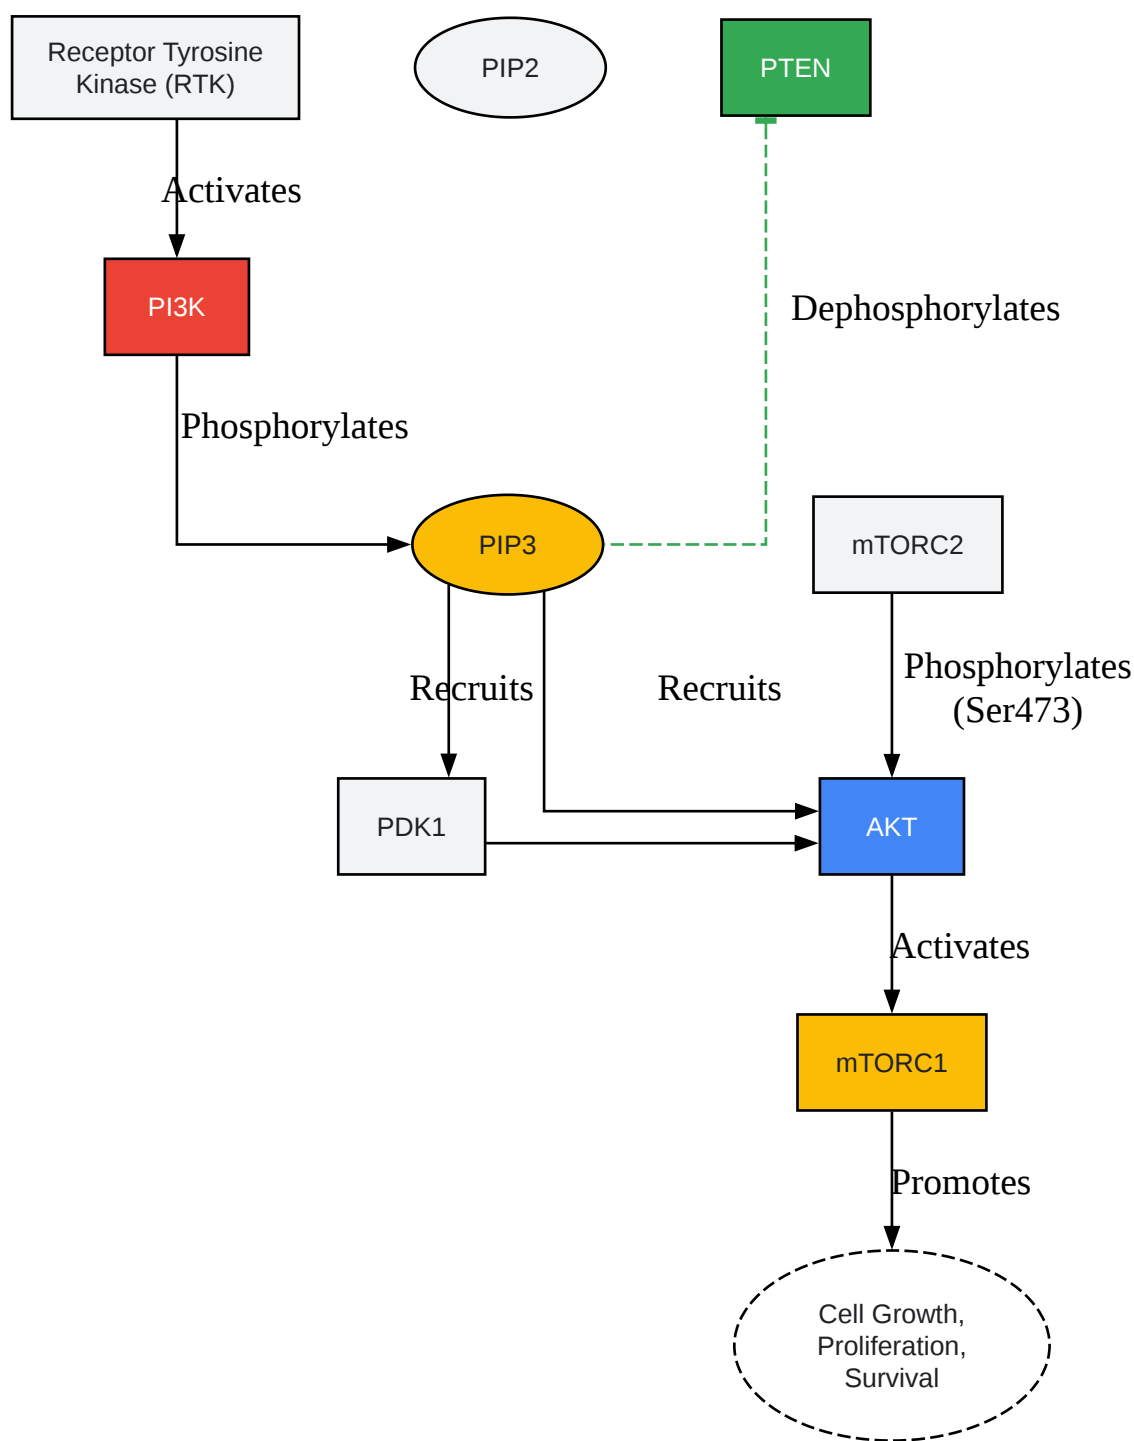 Receptor Tyrosine
Kinase (RTK)
PIP2
PTEN
Activates
PI3K
Dephosphorylates
Phosphorylates
PIP3
mTORC2
Recruits
Recruits
Phosphorylates
(Ser473)
PDK1
AKT
Activates
mTORC1
Promotes
Cell Growth,
Proliferation,
Survival